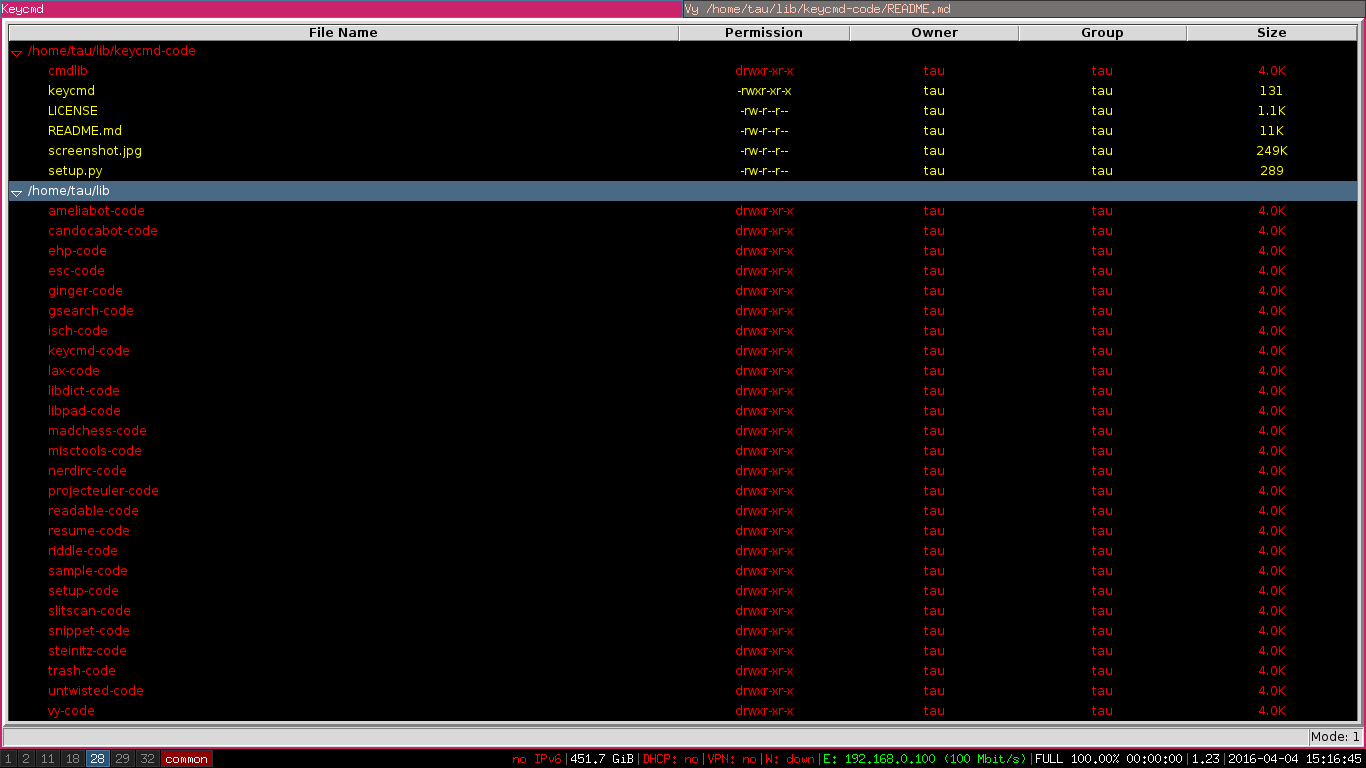 Keycmd Vy /home/tau/lib/keycmd-code/README.md
File Name Permission Owner Group Size
/home/tau/lib/keycmd-code
cmdlib drwxr-xr-x tau tau 4.0K
keycmd -rwxr-xr-x tau tau 131
LICENSE -rw-r--r-- tau tau 1.1K
README.md -rw-r--r-- tau tau 11K
screenshot.jpg -rw-r--r-- tau tau 249K
setup.py -rw-r--r-- tau tau 289
/home/tau/lib
ameliabot-code drwxr-xr-x tau tau 4.0K
candocabot-code drwxr-xr-x tau tau 4.0K
ehp-code drwxr-xr-x tau tau 4.0K
esc-code drwxr-xr-x tau tau 4.0K
ginger-code drwxr-xr-x tau tau 4.0K
gsearch-code drwxr-xr-x tau tau 4.0K
isch-code drwxr-xr-x tau tau 4.0K
keycmd-code drwxr-xr-x tau tau 4.0K
lax-code drwxr-xr-x tau tau 4.0K
libdict-code drwxr-xr-x tau tau 4.0K
libpad-code drwxr-xr-x tau tau 4.0K
madchess-code drwxr-xr-x tau tau 4.0K
misctools-code drwxr-xr-x tau tau 4.0K
nerdirc-code drwxr-xr-x tau tau 4.0K
projecteuler-code drwxr-xr-x tau tau 4.0K
readable-code drwxr-xr-x tau tau 4.0K
resume-code drwxr-xr-x tau tau 4.0K
riddle-code drwxr-xr-x tau tau 4.0K
sample-code drwxr-xr-x tau tau 4.0K
setup-code drwxr-xr-x tau tau 4.0K
slitscan-code drwxr-xr-x tau tau 4.0K
snippet-code drwxr-xr-x tau tau 4.0K
steinitz-code drwxr-xr-x tau tau 4.0K
trash-code drwxr-xr-x tau tau 4.0K
untwisted-code drwxr-xr-x tau tau 4.0K
vy-code drwxr-xr-x tau tau 4.0K
Mode: 1
1 2 11 18 28 29 32 common no IPv6|451.7 GiB|DHCP: no|VPN: no|W: down|E: 192.168.0.100 (100 Mbit/s)|FULL 100.00% 00:00:00|1.23|2016-04-04 15:16:45